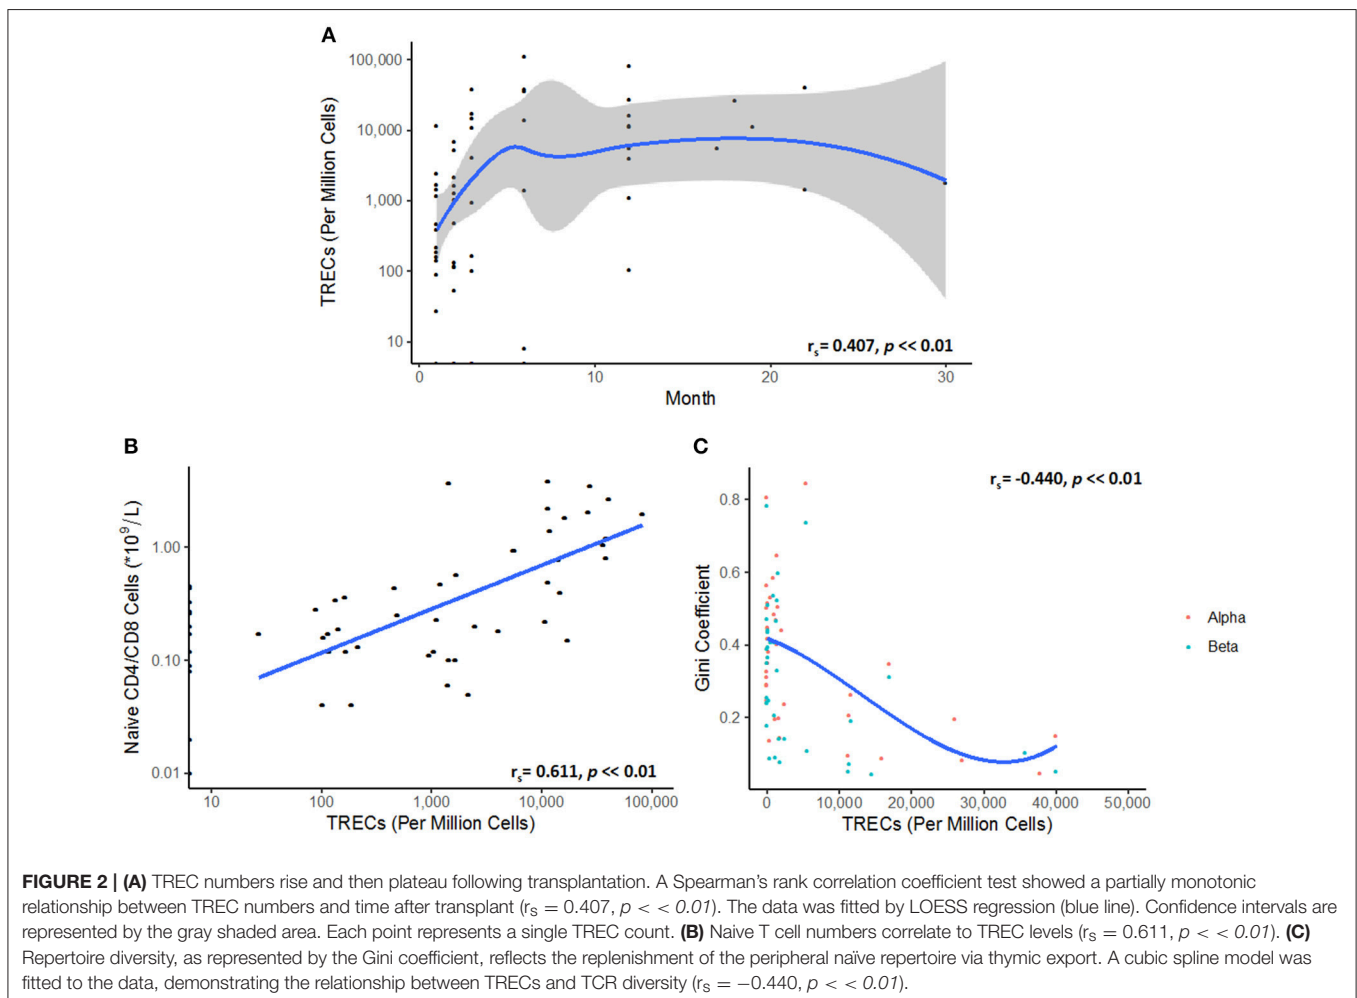 A
TRECs (Per Million Cells)
100,000
10,000
1,000
100
10
r_s= 0.407, p << 0.01
0 10 20 30
Month
B
Naive CD4/CD8 Cells (*10^9/L)
1.00
0.10
0.01
r_s= 0.611, p << 0.01
10 100 1,000 10,000 100,000
TRECs (Per Million Cells)
C
r_s= -0.440, p << 0.01
Gini Coefficient
0.8
0.6
0.4
0.2
0 10,000 20,000 30,000 40,000 50,000
TRECs (Per Million Cells)
Alpha
Beta
FIGURE 2 | (A) TREC numbers rise and then plateau following transplantation. A Spearman's rank correlation coefficient test showed a partially monotonic
relationship between TREC numbers and time after transplant (r_s = 0.407, p < < 0.01). The data was fitted by LOESS regression (blue line). Confidence intervals are
represented by the gray shaded area. Each point represents a single TREC count. (B) Naive T cell numbers correlate to TREC levels (r_s = 0.611, p < < 0.01). (C)
Repertoire diversity, as represented by the Gini coefficient, reflects the replenishment of the peripheral naïve repertoire via thymic export. A cubic spline model was
fitted to the data, demonstrating the relationship between TRECs and TCR diversity (r_s = −0.440, p < < 0.01).